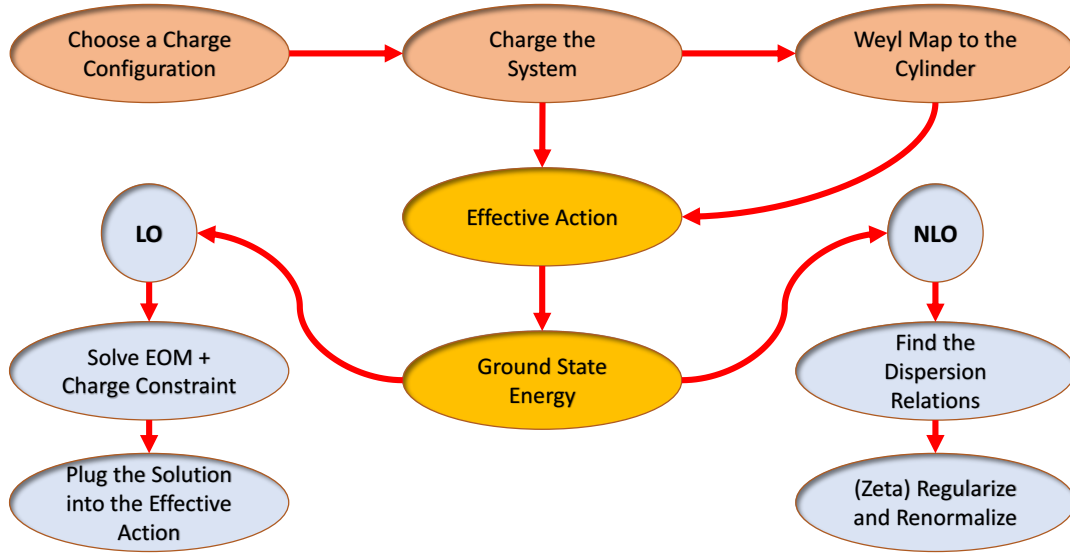 Choose a Charge
Configuration
Charge the
System
Weyl Map to the
Cylinder
Effective Action
LO
NLO
Solve EOM +
Charge Constraint
Ground State
Energy
Find the
Dispersion
Relations
Plug the Solution
into the Effective
Action
(Zeta) Regularize
and Renormalize